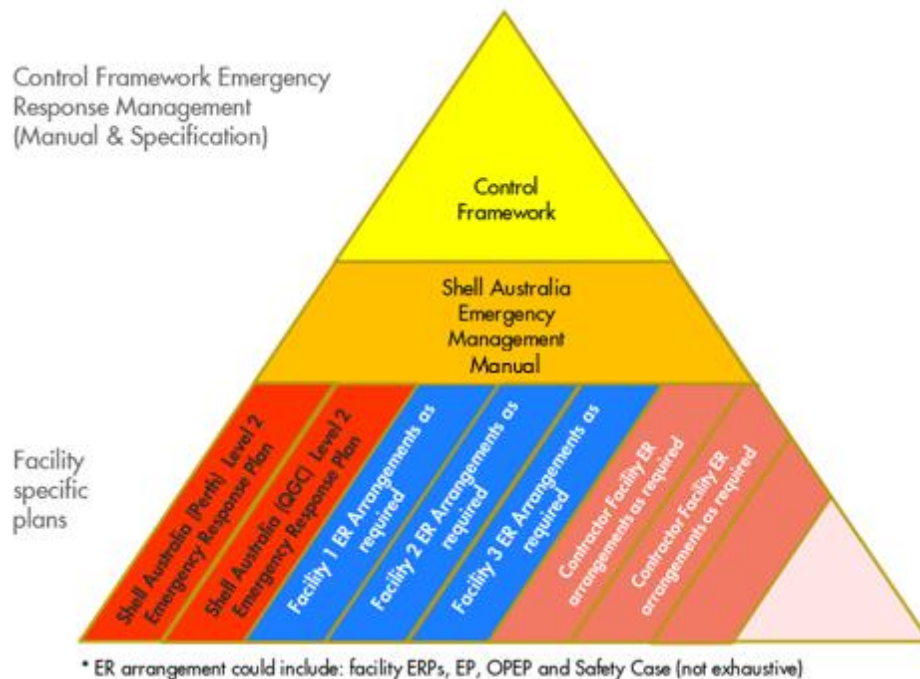 Control Framework Emergency
Response Management
(Manual & Specification)
Control
Framework
Shell Australia
Emergency
Management
Manual
Facility
specific
plans
Shell Australia (Perth) Level 2
Emergency Response Plan
Shell Australia (QGC) Level 2
Emergency Response Plan
Facility 1 ER Arrangements as
required
Facility 2 ER Arrangements as
required
Facility 3 ER Arrangements as
required
Contractor Facility ER
arrangements as required
Contractor Facility ER
arrangements as required
* ER arrangement could include: facility ERPs, EP, OPEP and Safety Case (not exhaustive)